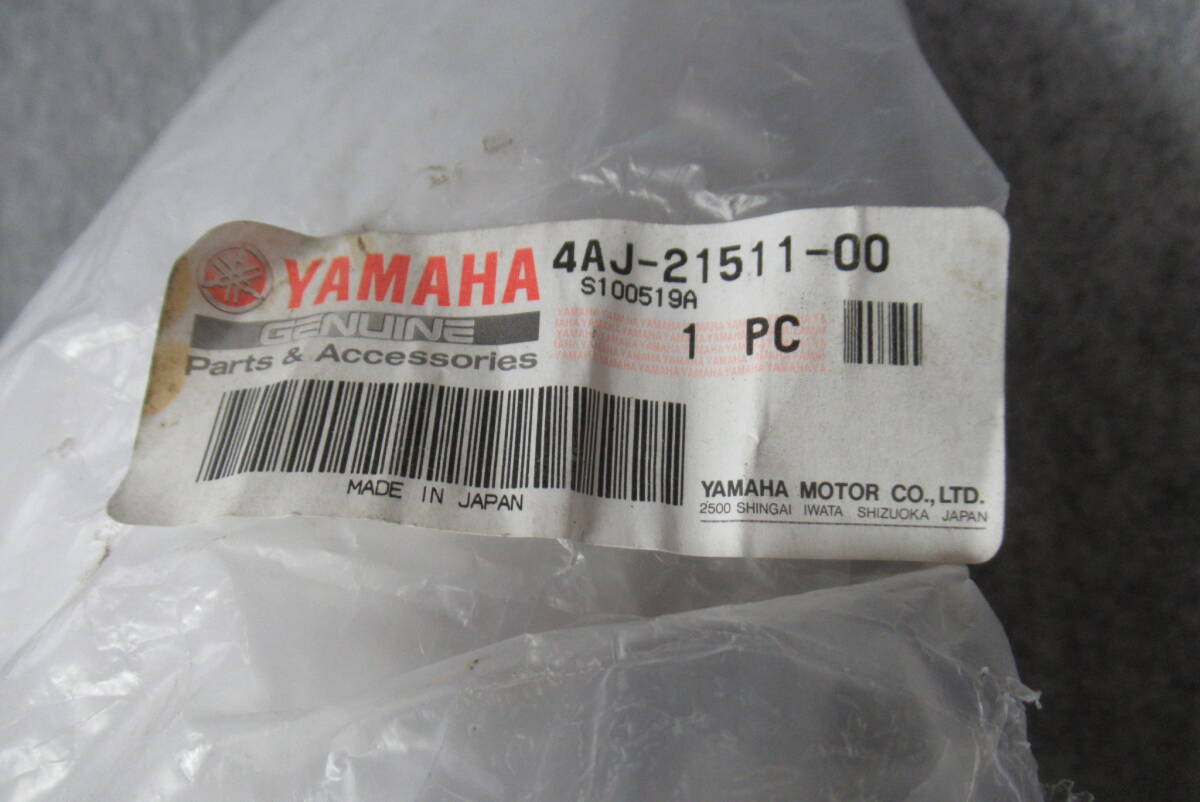 YAMAHA 4AJ-21511-00
S100519A
GENUINE
Parts & Accessories
1 PC
MADE IN JAPAN
YAMAHA MOTOR CO., LTD.
2500 SHINGAI IWATA SHIZUOKA JAPAN